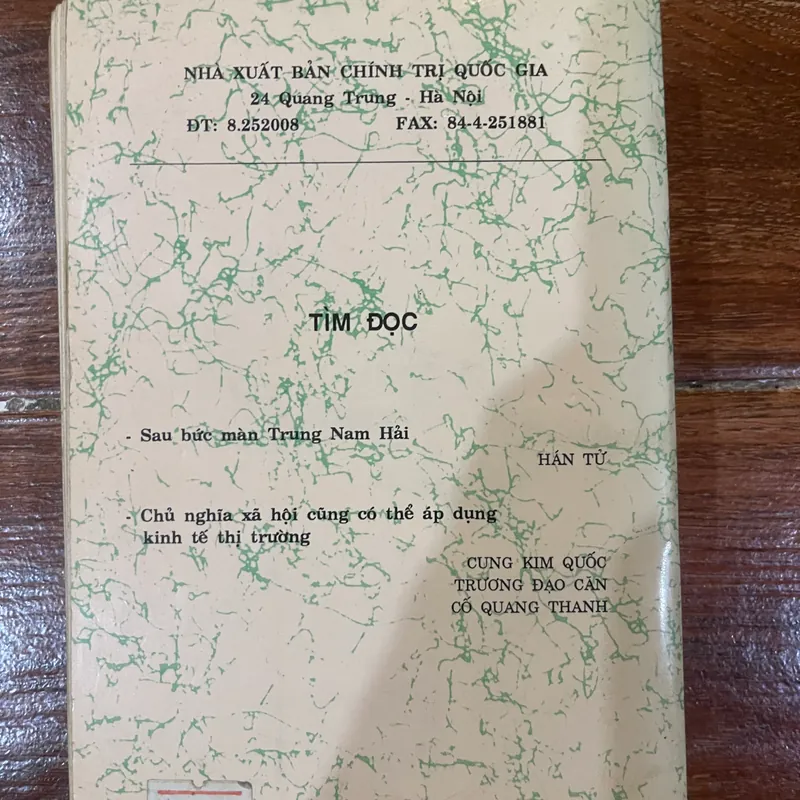 NHÀ XUẤT BẢN CHÍNH TRỊ QUỐC GIA
24 Quang Trung - Hà Nội
ĐT: 8.252008 FAX: 84-4-251881
TÌM ĐỌC
- Sau bức màn Trung Nam Hải
HÁN TỬ
- Chủ nghĩa xã hội cũng có thể áp dụng
kinh tế thị trường
CUNG KIM QUỐC
TRƯƠNG ĐẠO CĂN
CỐ QUANG THANH